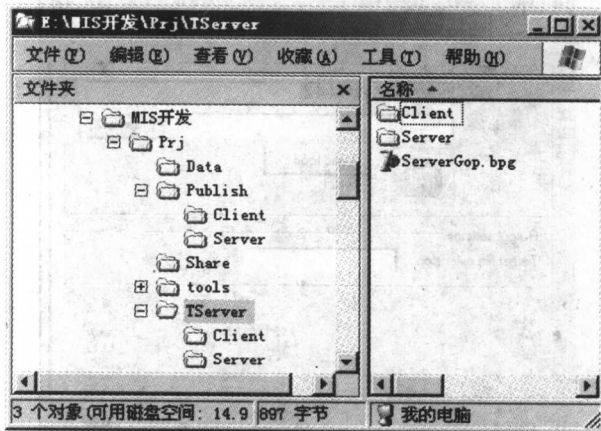 E:\MIS开发\Prj\TServer
文件(F) 编辑(E) 查看(V) 收藏(A) 工具(T) 帮助(H)
文件夹
MIS开发
Prj
Data
Publish
Client
Server
Share
tools
TServer
Client
Server
名称
Client
Server
ServerGop.bpg
3 个对象(可用磁盘空间: 14.9
897 字节
我的电脑